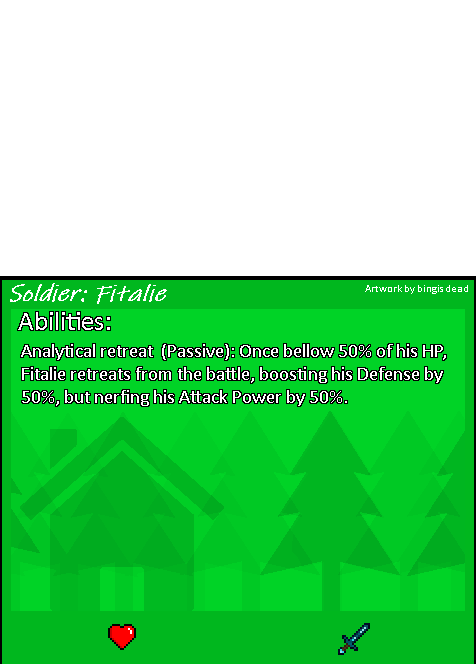 Soldier: Fitalie
Artwork by bingis dead
Abilities:
Analytical retreat (Passive): Once bellow 50% of his HP,
Fitalie retreats from the battle, boosting his Defense by
50%, but nerfing his Attack Power by 50%.